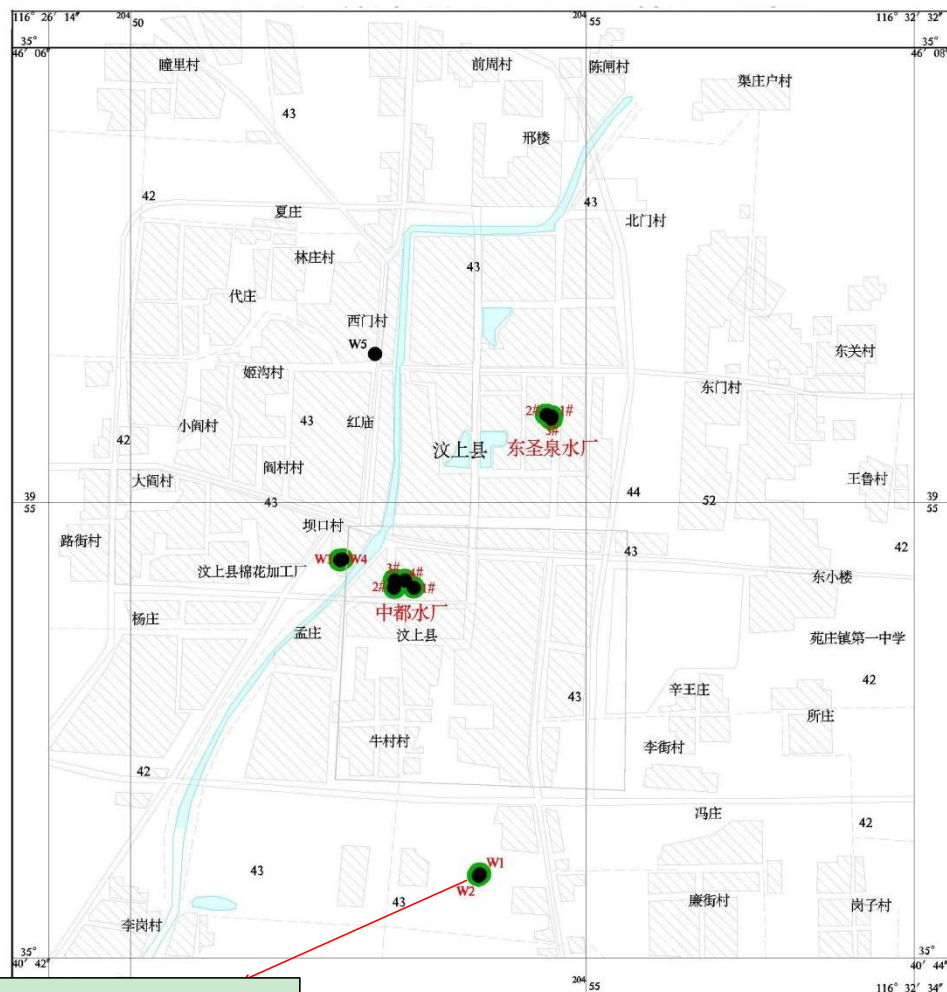 116° 26′ 14″
204
50
204
55
116° 32′ 32″
35°
46′ 06″
35°
46′ 08″
疃里村
前周村
陈闸村
渠庄户村
43
邢楼
42
夏庄
43
北门村
林庄村
43
代庄
西门村
W5
东关村
姬沟村
东门村
2#
1#
小阎村
43
红庙
42
汶上县
东圣泉水厂
阎村村
大阎村
王鲁村
39
55
43
44
52
39
55
坝口村
路街村
43
42
W4
汶上县棉花加工厂
3#
4#
东小楼
2#
1#
杨庄
中都水厂
孟庄
汶上县
苑庄镇第一中学
42
43
辛王庄
所庄
牛村村
李街村
42
冯庄
42
43
W1
W2
43
廉街村
岗子村
李岗村
35°
40′ 42″
35°
40′ 44″
204
55
116° 32′ 34″